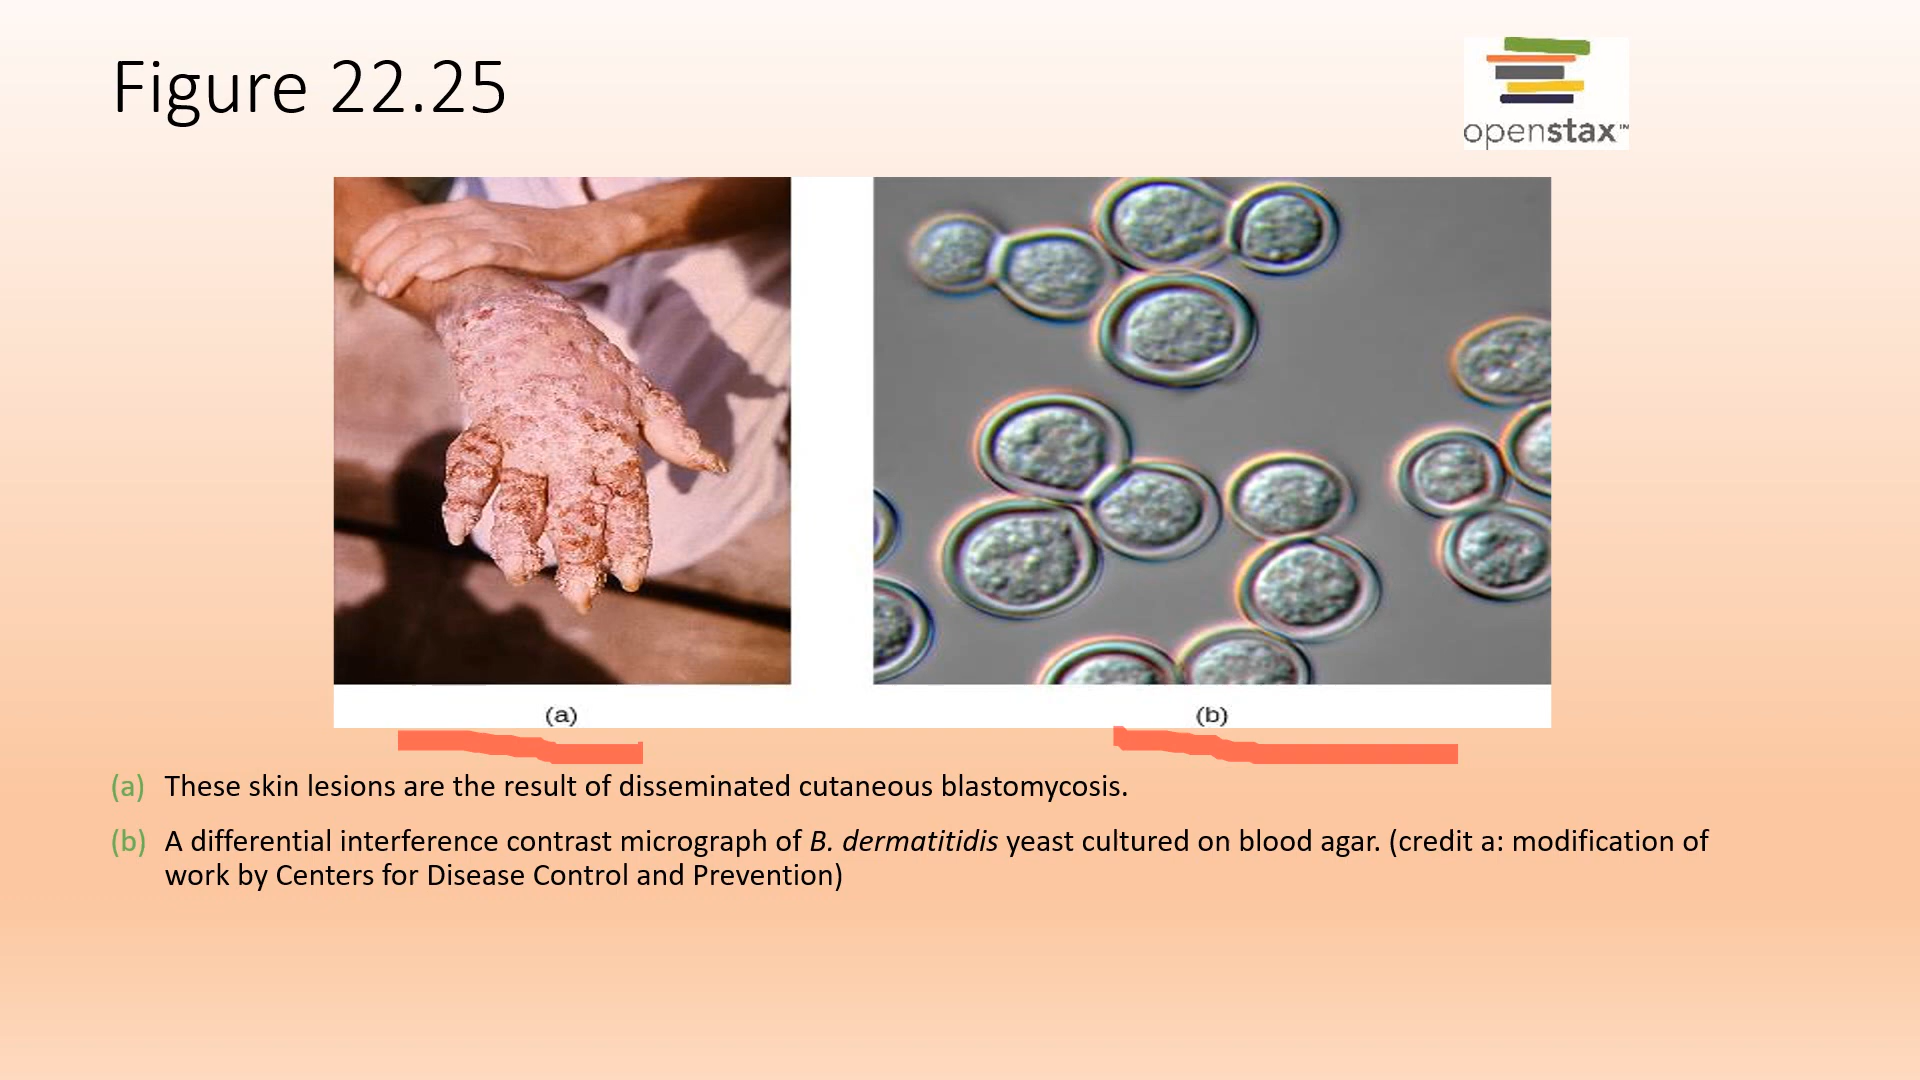 Figure 22.25
openstax™
(a)
(b)
(a) These skin lesions are the result of disseminated cutaneous blastomycosis.
(b) A differential interference contrast micrograph of B. dermatitidis yeast cultured on blood agar. (credit a: modification of
work by Centers for Disease Control and Prevention)